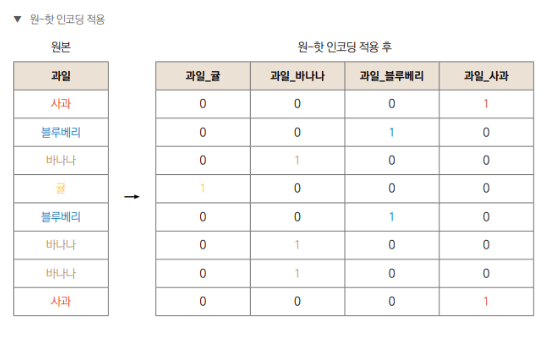 ▼ 원-핫 인코딩 적용
원본 원-핫 인코딩 적용 후
과일 과일_귤 과일_바나나 과일_블루베리 과일_사과
사과 0 0 0 1
블루베리 0 0 1 0
바나나 0 1 0 0
귤 1 0 0 0
→
블루베리 0 0 1 0
바나나 0 1 0 0
바나나 0 1 0 0
사과 0 0 0 1